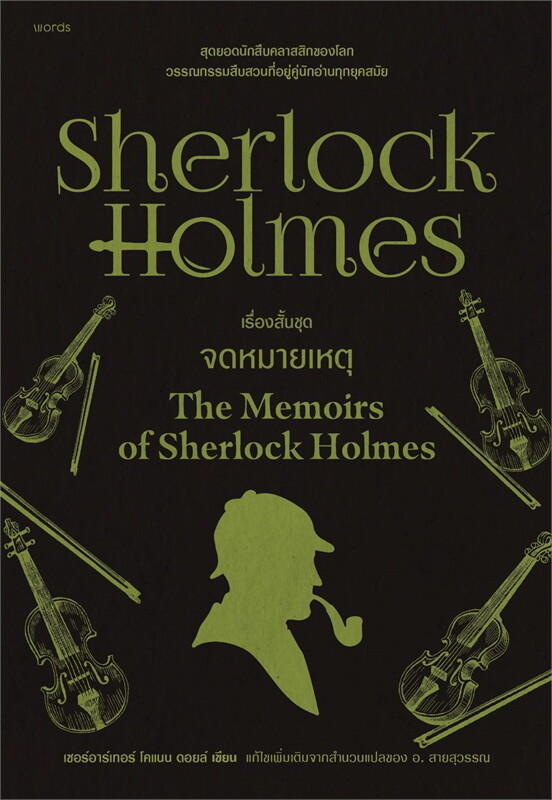 words
สุดยอดนักสืบคลาสสิกของโลก
วรรณกรรมสืบสวนที่อยู่คู่นักอ่านทุกยุคสมัย
Sherlock
Holmes
เรื่องสั้นชุด
จดหมายเหตุ
The Memoirs
of Sherlock Holmes
เซอร์อาร์เทอร์ โคแนน ดอยล์ เขียน แก้ไขเพิ่มเติมจากสำนวนแปลของ อ. สายสุวรรณ